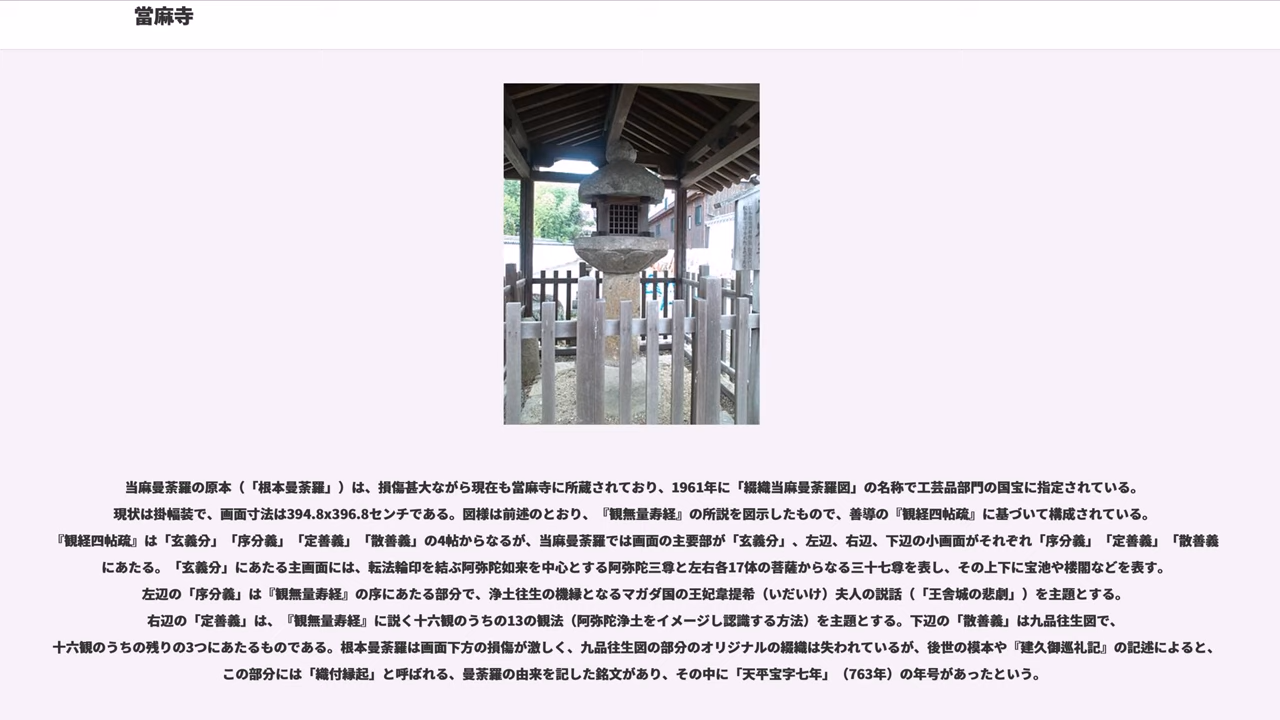 當麻寺
当麻曼荼羅の原本（「根本曼荼羅」）は、損傷甚大ながら現在も當麻寺に所蔵されており、1961年に「綴織当麻曼荼羅図」の名称で工芸品部門の国宝に指定されている。
現状は掛幅装で、画面寸法は394.8x396.8センチである。図様は前述のとおり、『観無量寿経』の所説を図示したもので、善導の『観経四帖疏』に基づいて構成されている。
『観経四帖疏』は「玄義分」「序分義」「定善義」「散善義」の4帖からなるが、当麻曼荼羅では画面の主要部が「玄義分」、左辺、右辺、下辺の小画面がそれぞれ「序分義」「定善義」「散善義
にあたる。「玄義分」にあたる主画面には、転法輪印を結ぶ阿弥陀如来を中心とする阿弥陀三尊と左右各17体の菩薩からなる三十七尊を表し、その上下に宝池や楼閣などを表す。
左辺の「序分義」は『観無量寿経』の序にあたる部分で、浄土往生の機縁となるマガダ国の王妃韋提希（いだいけ）夫人の説話（「王舎城の悲劇」）を主題とする。
右辺の「定善義」は、『観無量寿経』に説く十六観のうちの13の観法（阿弥陀浄土をイメージし認識する方法）を主題とする。下辺の「散善義」は九品往生図で、
十六観のうちの残りの3つにあたるものである。根本曼荼羅は画面下方の損傷が激しく、九品往生図の部分のオリジナルの綴織は失われているが、後世の模本や『建久御巡礼記』の記述によると、
この部分には「織付縁起」と呼ばれる、曼荼羅の由来を記した銘文があり、その中に「天平宝字七年」（763年）の年号があったという。